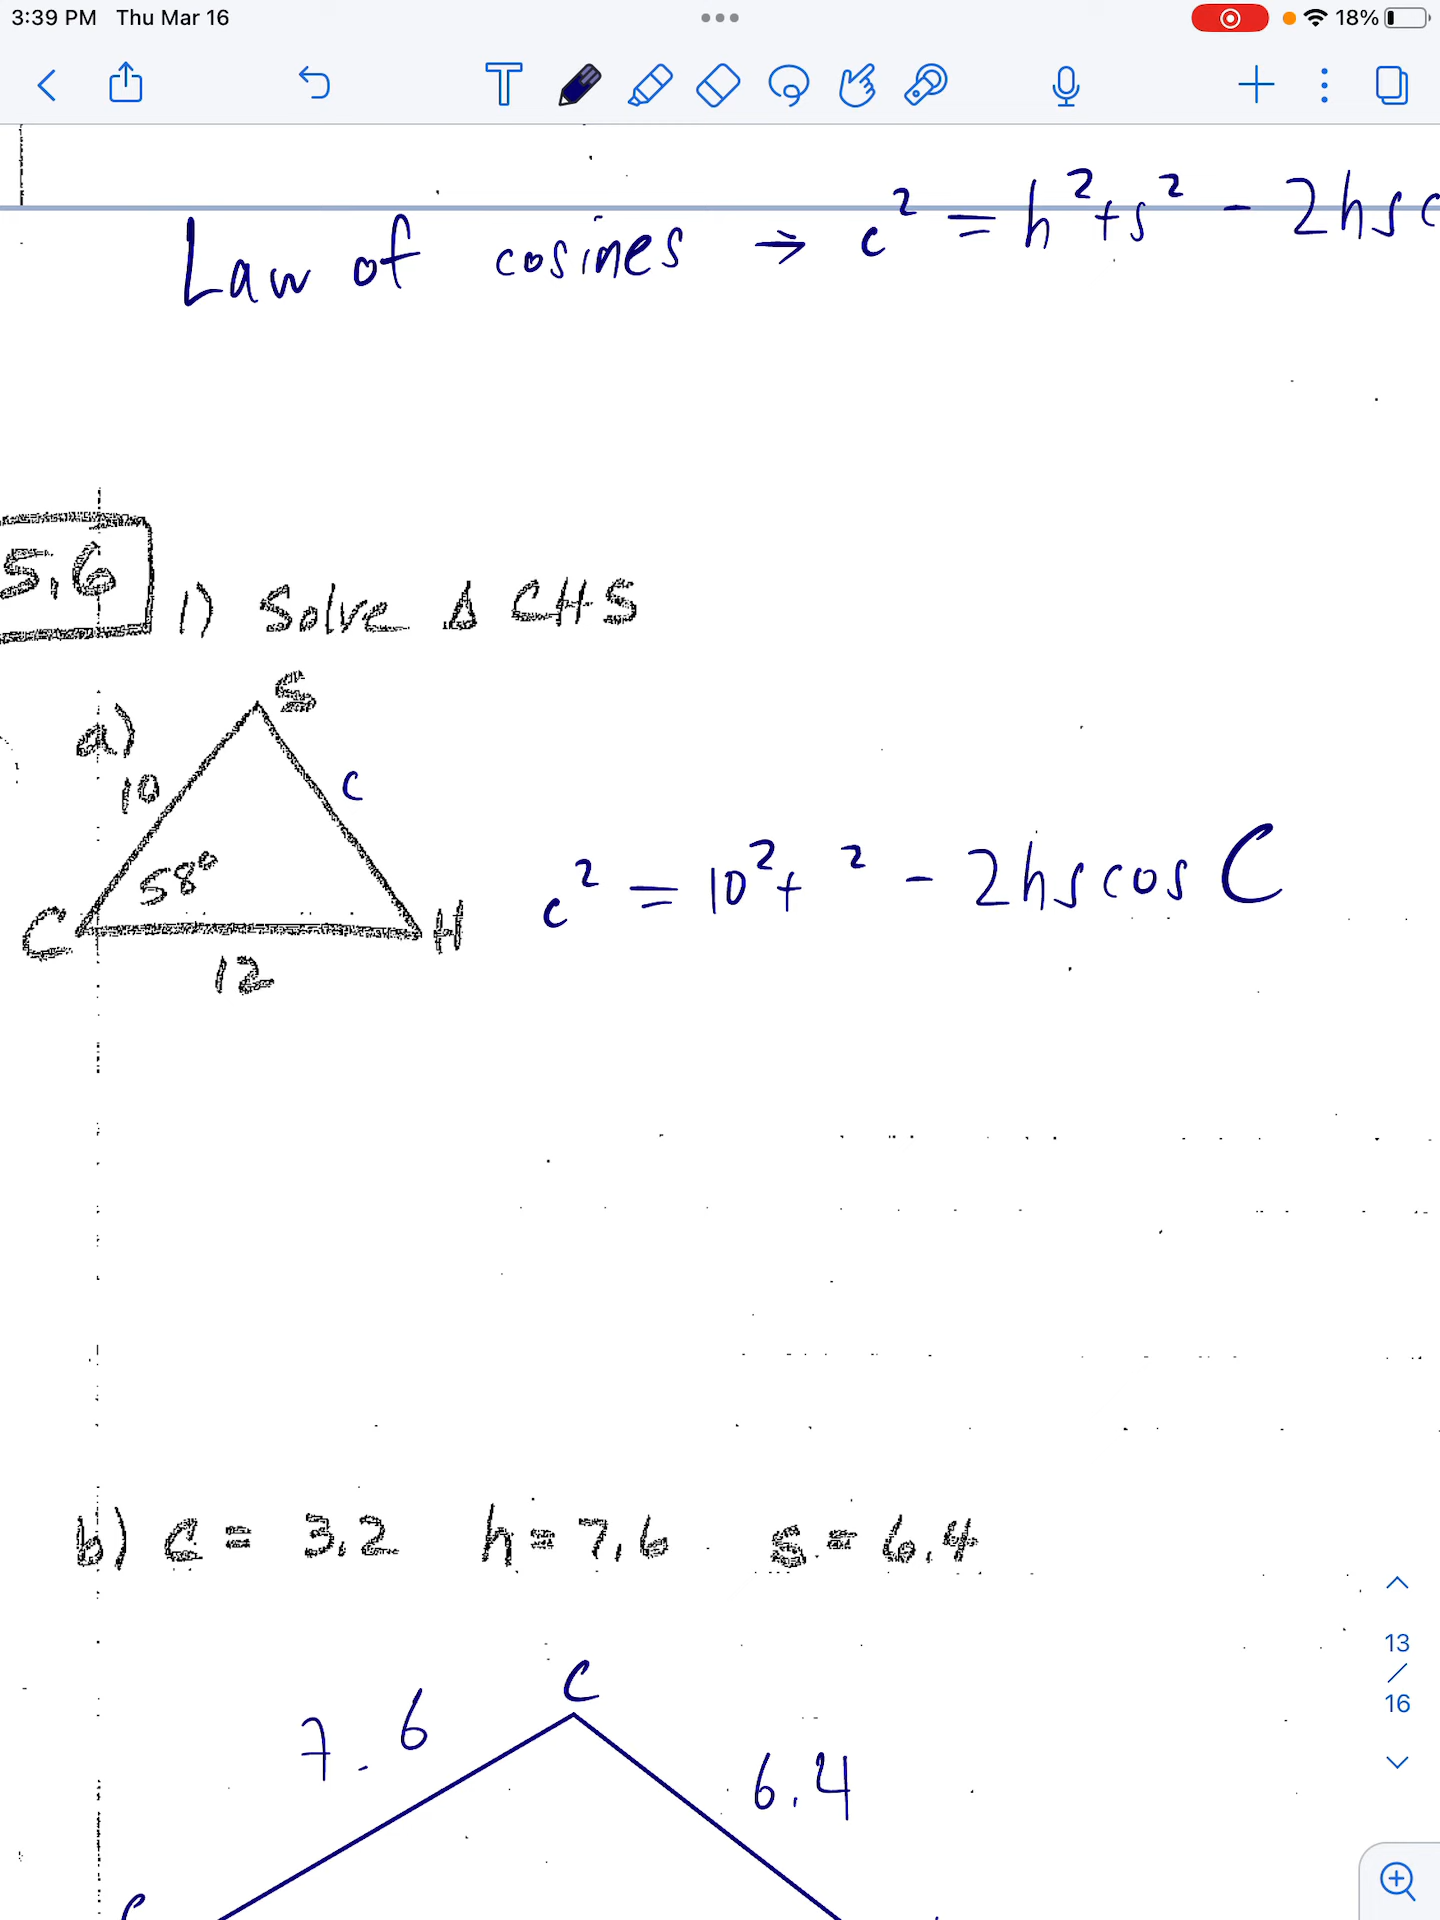 3:39 PM Thu Mar 16
18%
c² = h² + s² - 2hs
Law of cosines →
5.6
1) Solve Δ CHS
S
a)
10
c
58°
c² = 10² + ² - 2hs cos C
C
H
12
b) c = 3.2 h = 7.6 s = 6.4
13
/
16
C
7.6
6.4